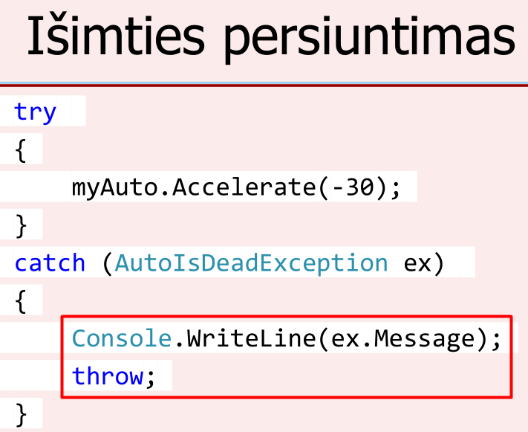 Išimties persiuntimas
try
{
myAuto.Accelerate(-30);
}
catch (AutoIsDeadException ex)
{
Console.WriteLine(ex.Message);
throw;
}